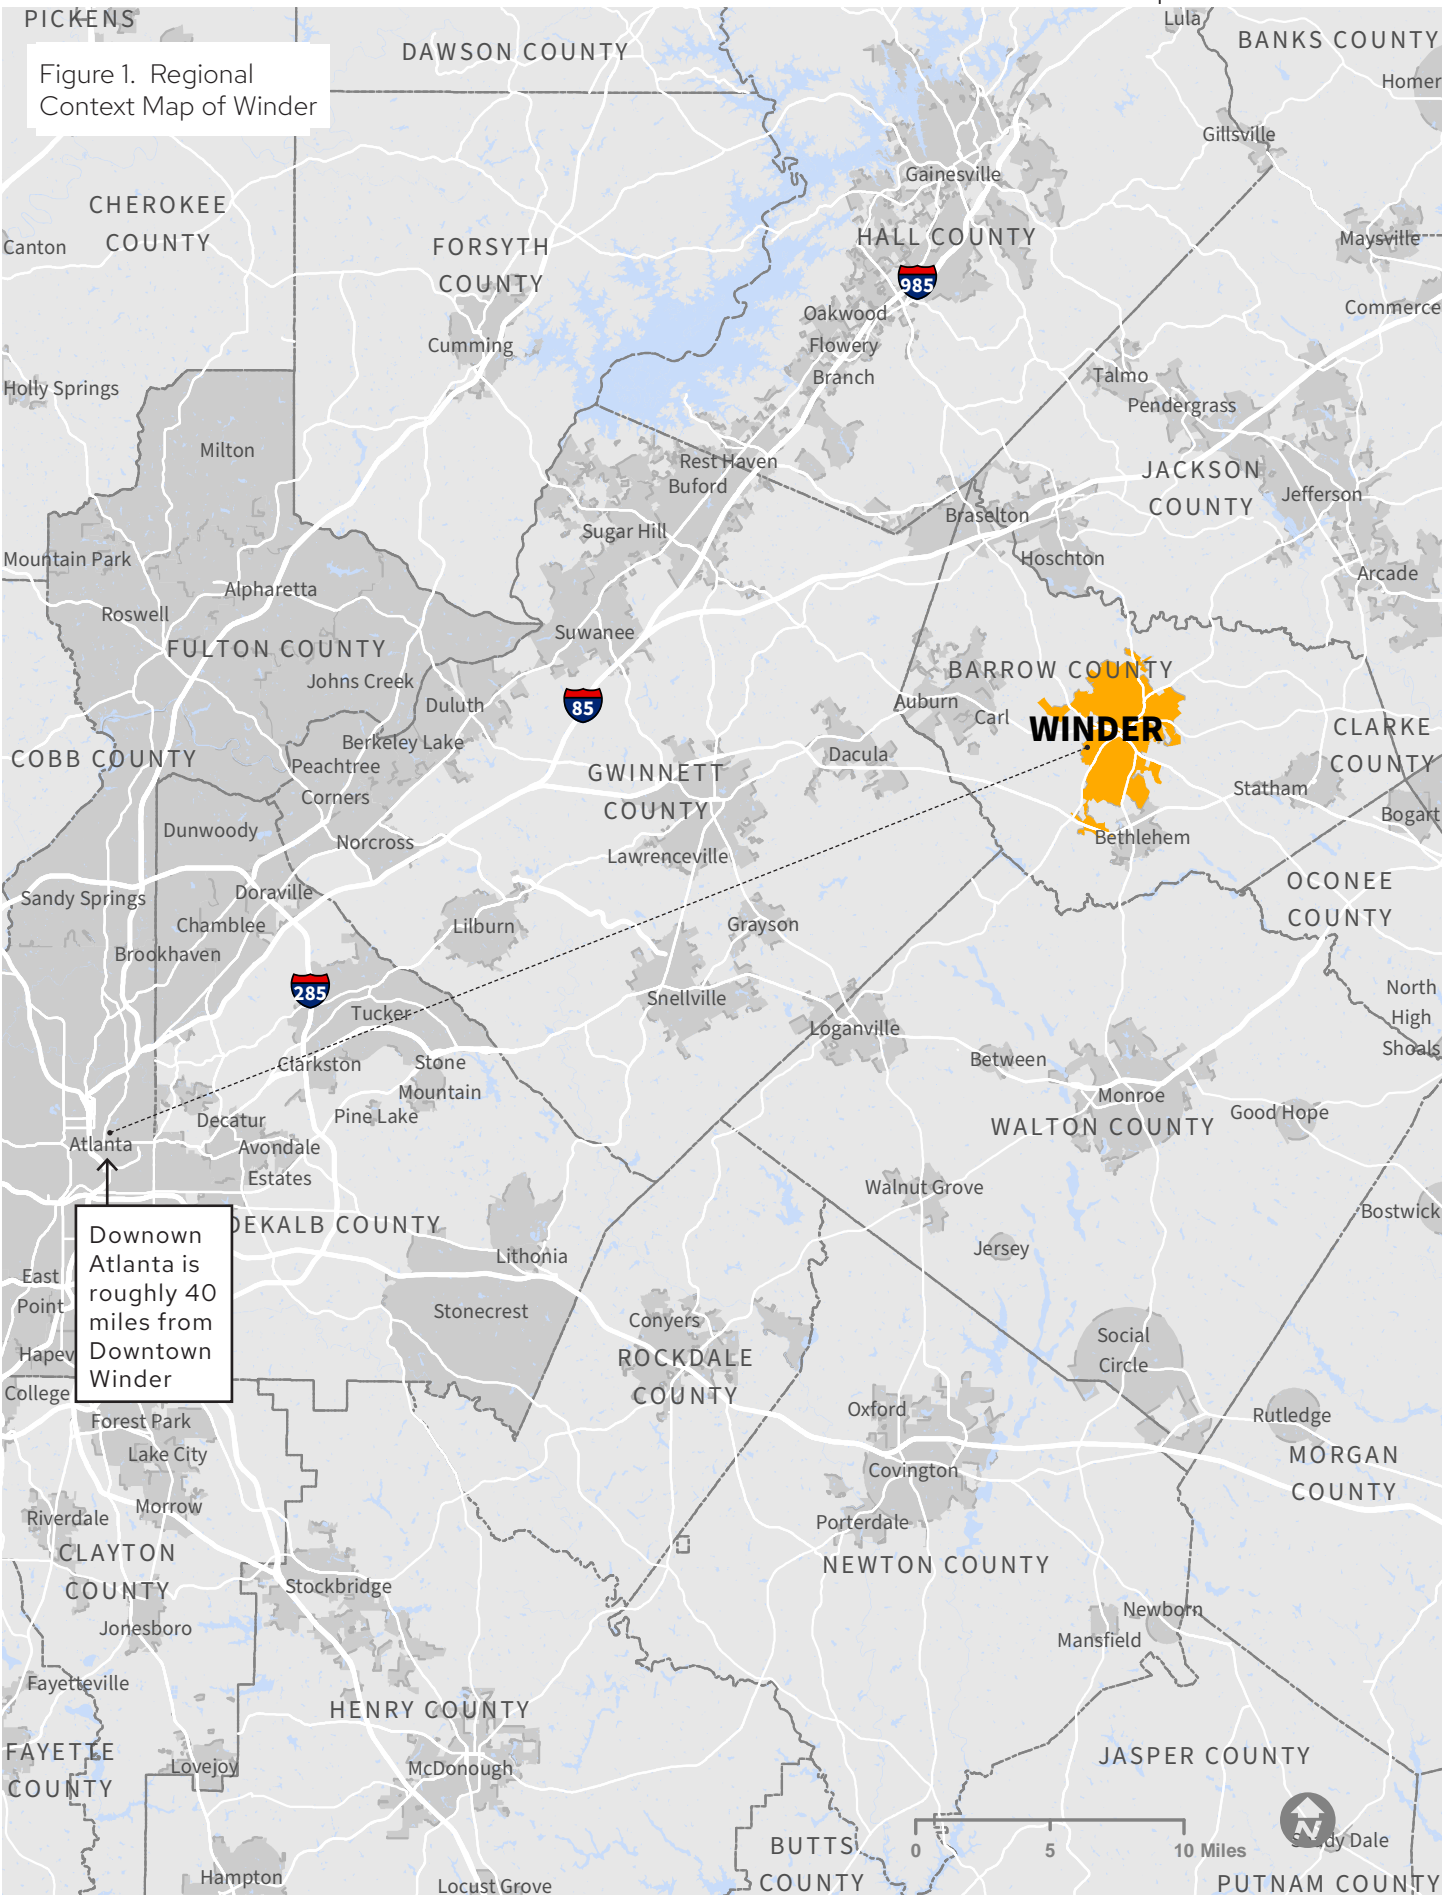 PICKENS
Lula
DAWSON COUNTY
BANKS COUNTY
Figure 1. Regional
Context Map of Winder
Homer
Gillsville
Gainesville
CHEROKEE
COUNTY
HALL COUNTY
Maysville
Canton
FORSYTH
COUNTY
985
Commerce
Oakwood
Cumming
Flowery
Branch
Talmo
Holly Springs
Pendergrass
Milton
Rest Haven
Buford
JACKSON
COUNTY
Jefferson
Braselton
Sugar Hill
Mountain Park
Hoschton
Arcade
Alpharetta
Roswell
Suwanee
FULTON COUNTY
BARROW COUNTY
Johns Creek
Duluth
85
Auburn
Carl
WINDER
CLARKE
COUNTY
Berkeley Lake
COBB COUNTY
Dacula
Peachtree
Corners
GWINNETT
COUNTY
Statham
Bogart
Dunwoody
Norcross
Bethlehem
Lawrenceville
Sandy Springs
Doraville
OCONEE
COUNTY
Chamblee
Lilburn
Grayson
Brookhaven
285
Snellville
North
High
Shoals
Tucker
Loganville
Clarkston
Stone
Mountain
Between
Monroe
Pine Lake
Decatur
Good Hope
WALTON COUNTY
Atlanta
Avondale
Estates
Walnut Grove
Bostwick
DEKALB COUNTY
Downown
Atlanta is
roughly 40
miles from
Downtown
Winder
Jersey
Lithonia
East
Point
Stonecrest
Conyers
Social
Circle
Hapev
ROCKDALE
COUNTY
College
Oxford
Rutledge
Forest Park
Lake City
MORGAN
COUNTY
Covington
Morrow
Riverdale
Porterdale
CLAYTON
COUNTY
NEWTON COUNTY
Stockbridge
Newborn
Jonesboro
Mansfield
Fayetteville
HENRY COUNTY
FAYETTE
COUNTY
JASPER COUNTY
Lovejoy
McDonough
N
BUTTS
COUNTY
0 5 10 Miles
dy Dale
Hampton
Locust Grove
PUTNAM COUNTY